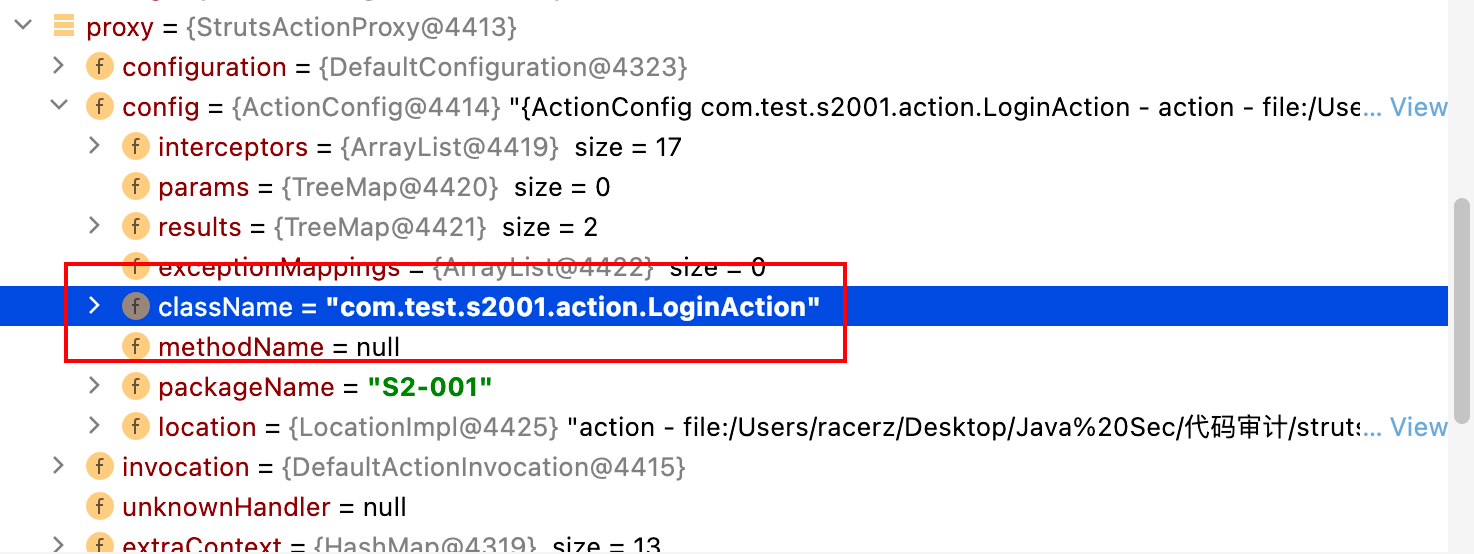 proxy = {StrutsActionProxy@4413}
f configuration = {DefaultConfiguration@4323}
f config = {ActionConfig@4414} "{ActionConfig com.test.s2001.action.LoginAction - action - file:/Use... View
f interceptors = {ArrayList@4419} size = 17
f params = {TreeMap@4420} size = 0
f results = {TreeMap@4421} size = 2
f exceptionMappings = {ArrayList@4422} size = 0
f className = "com.test.s2001.action.LoginAction"
f methodName = null
f packageName = "S2-001"
f location = {LocationImpl@4425} "action - file:/Users/racerz/Desktop/Java%20Sec/代码审计/struts... View
f invocation = {DefaultActionInvocation@4415}
f unknownHandler = null
f extraContext = {HashMap@4319} size = 13